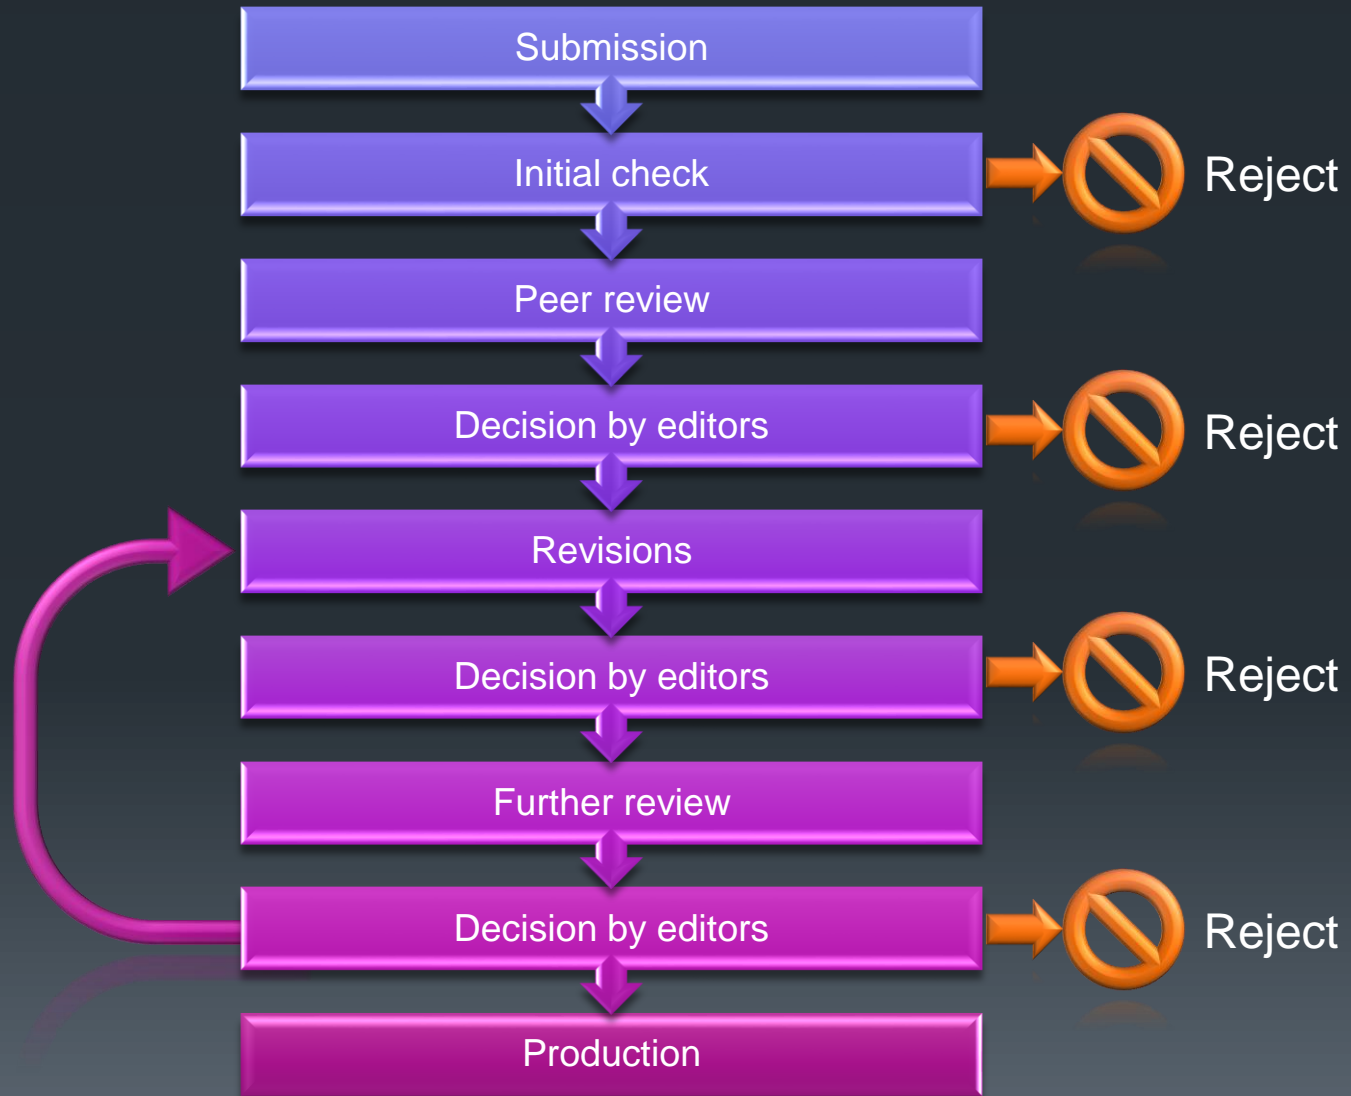 Submission
Initial check
Reject
Peer review
Decision by editors
Reject
Revisions
Decision by editors
Reject
Further review
Decision by editors
Reject
Production